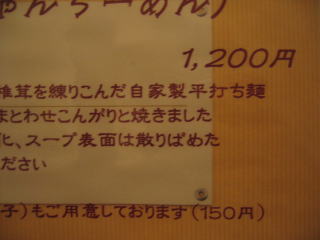 ゃんらーめん)
1,200円
椎茸を練りこんだ自家製平打ち麺
まとわせこんがりと焼きました
ヒ、スープ表面は散りばめた
ださい
子)もご用意しております(150円)